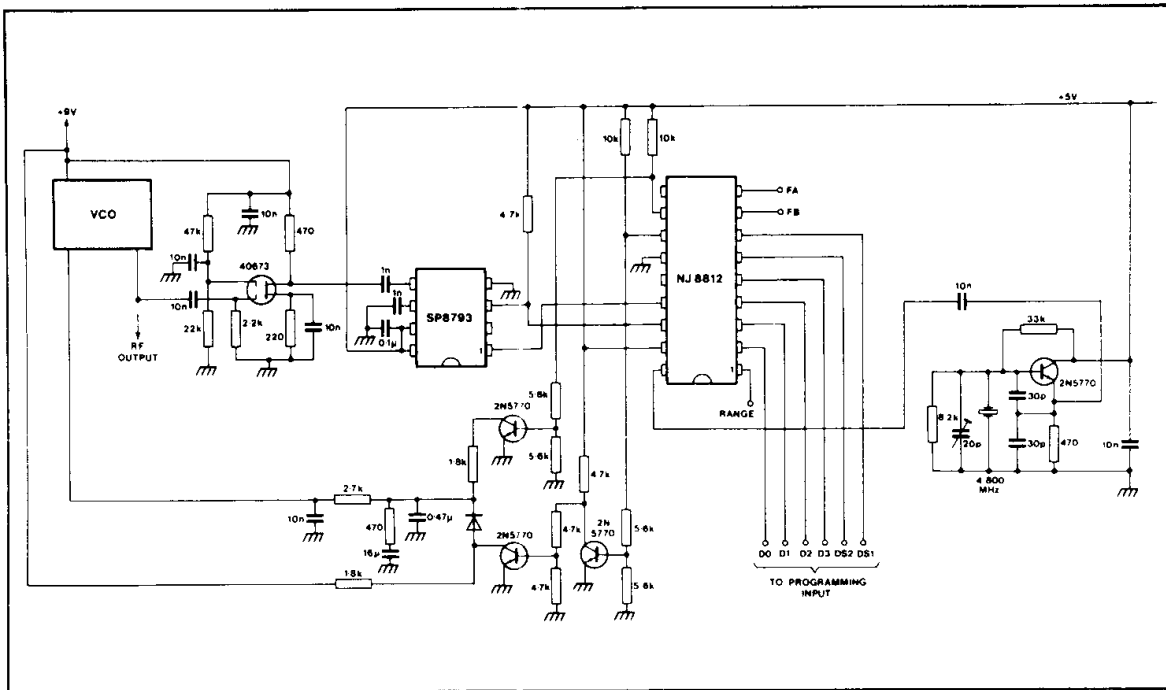 +9V
VCO
47k
10n
470
10n
40673
10n
22k
2·2k
220
10n
RF
OUTPUT
1n
1n
0·1µ
SP8793
1
4·7k
10k
10k
+5V
NJ8812
FA
FB
1
RANGE
10n
33k
2N5770
8·2k
20p
30p
30p
470
10n
4·800
MHz
2N5770
5·6k
5·6k
1·8k
2·7k
10n
470
16µ
0·47µ
2N5770
4·7k
4·7k
4·7k
2N
5770
5·6k
5·6k
1·8k
D0
D1
D2
D3
DS2
DS1
TO PROGRAMMING
INPUT